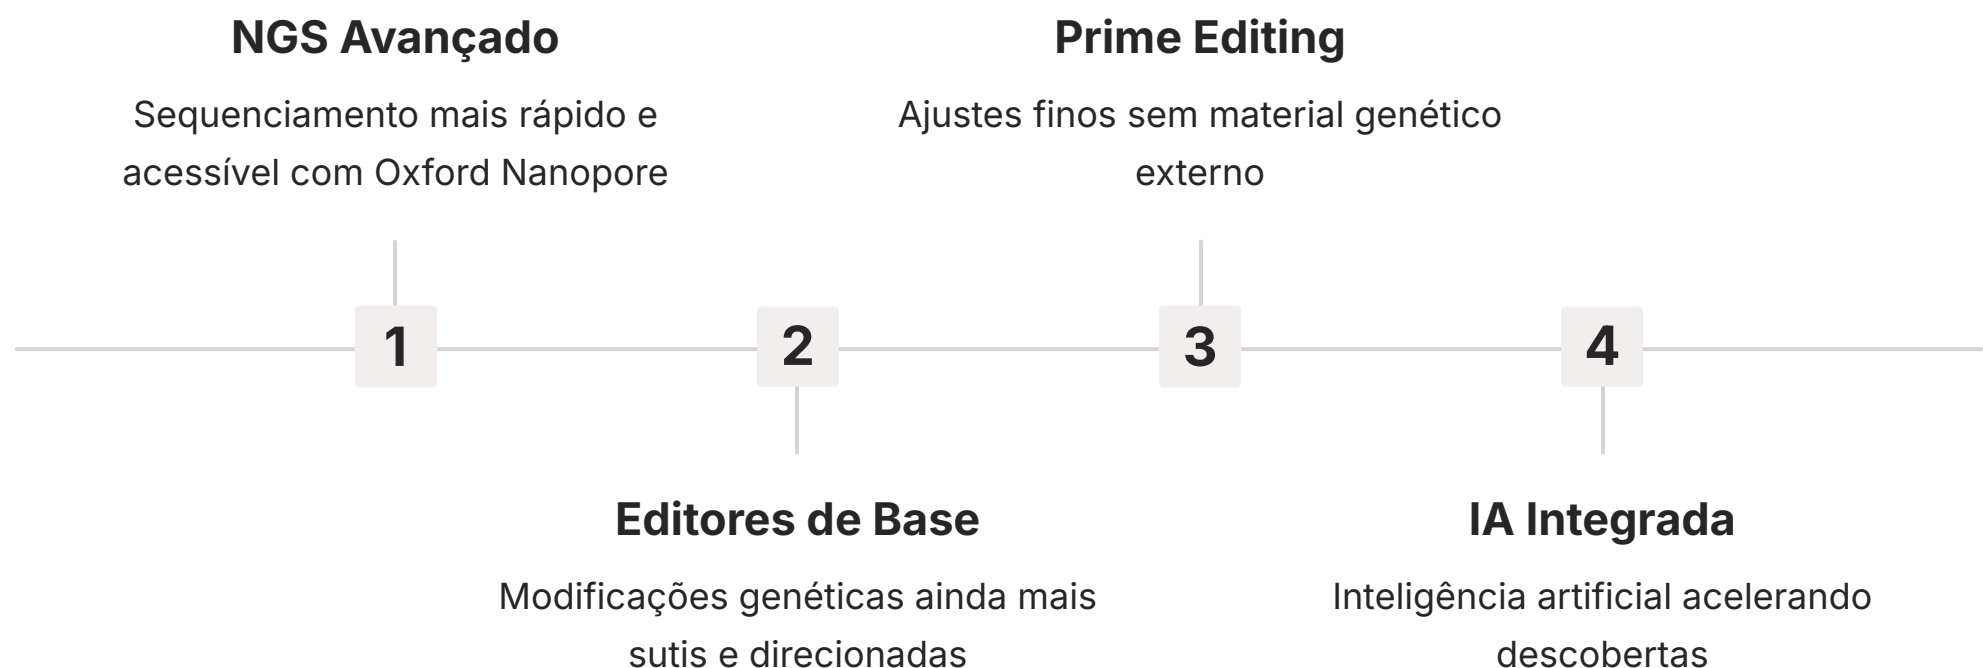 NGS Avançado
Sequenciamento mais rápido e
acessível com Oxford Nanopore
1
Editores de Base
Modificações genéticas ainda mais
sutis e direcionadas
2
Prime Editing
Ajustes finos sem material genético
externo
3
IA Integrada
Inteligência artificial acelerando
descobertas
4